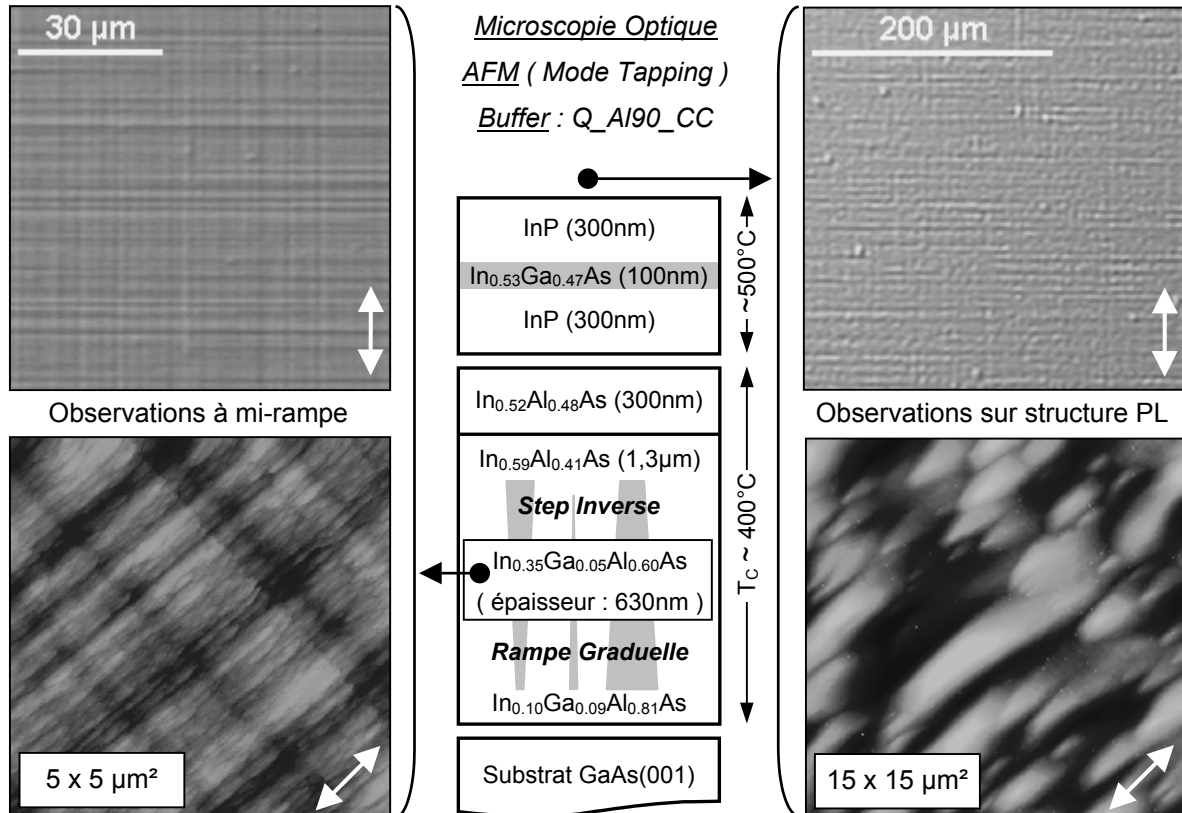 30 µm
Microscopie Optique
AFM ( Mode Tapping )
Buffer : Q_Al90_CC
200 µm
InP (300nm)
In0.53Ga0.47As (100nm)
InP (300nm)
~500°C
In0.52Al0.48As (300nm)
In0.59Al0.41As (1,3µm)
Step Inverse
In0.35Ga0.05Al0.60As
( épaisseur : 630nm )
Rampe Graduelle
In0.10Ga0.09Al0.81As
TC ~ 400°C
Substrat GaAs(001)
Observations à mi-rampe
Observations sur structure PL
5 x 5 µm²
15 x 15 µm²